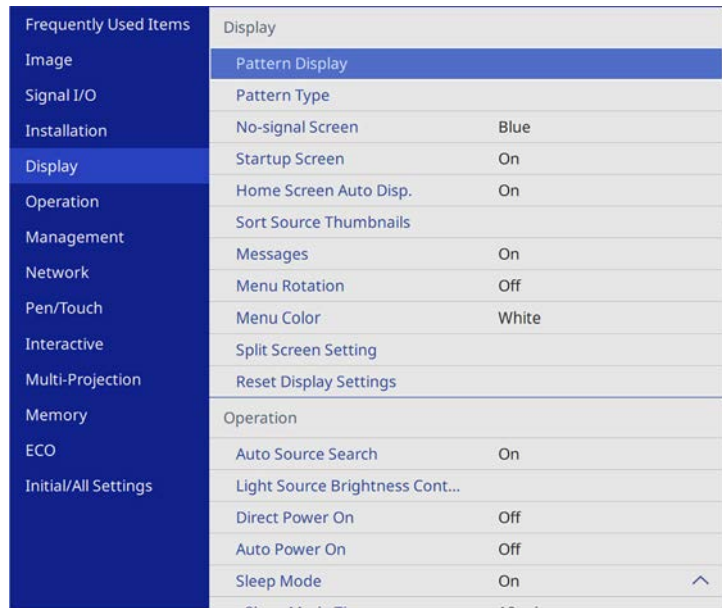 Frequently Used Items
Image
Signal I/O
Installation
Display
Operation
Management
Network
Pen/Touch
Interactive
Multi-Projection
Memory
ECO
Initial/All Settings
Display
Pattern Display
Pattern Type
No-signal Screen Blue
Startup Screen On
Home Screen Auto Disp. On
Sort Source Thumbnails
Messages On
Menu Rotation Off
Menu Color White
Split Screen Setting
Reset Display Settings
Operation
Auto Source Search On
Light Source Brightness Cont...
Direct Power On Off
Auto Power On Off
Sleep Mode On